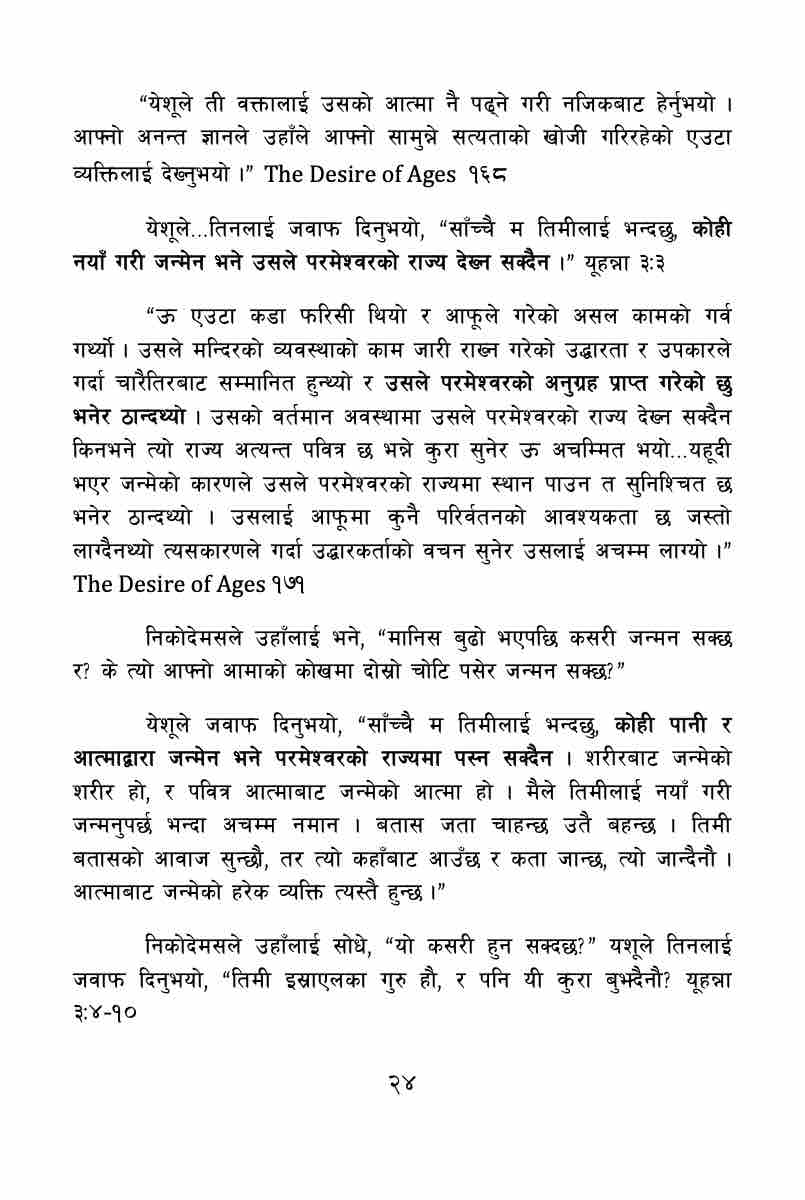 “येशूले ती वक्तालाई उसको आत्मा नै पढ्ने गरी नजिकबाट हेर्नुभयो ।
आफ्नो अनन्त ज्ञानले उहाँले आफ्नो सामुन्ने सत्यताको खोजी गरिरहेको एउटा
व्यक्तिलाई देख्नुभयो ।” The Desire of Ages १६८
येशूले...तिनलाई जवाफ दिनुभयो, “साँच्चै म तिमीलाई भन्दछु, कोही
नयाँ गरी जन्मेन भने उसले परमेश्वरको राज्य देख्न सक्दैन ।” यूहन्ना ३:३
“ऊ एउटा कडा फरिसी थियो र आफूले गरेको असल कामको गर्व
गर्थ्यो । उसले मन्दिरको व्यवस्थाको काम जारी राख्न गरेको उद्धारता र उपकारले
गर्दा चारैतिरबाट सम्मानित हुन्थ्यो र उसले परमेश्वरको अनुग्रह प्राप्त गरेको छु
भनेर ठान्दथ्यो । उसको वर्तमान अवस्थामा उसले परमेश्वरको राज्य देख्न सक्दैन
किनभने त्यो राज्य अत्यन्त पवित्र छ भन्ने कुरा सुनेर ऊ अचम्मित भयो...यहूदी
भएर जन्मेको कारणले उसले परमेश्वरको राज्यमा स्थान पाउन त सुनिश्चित छ
भनेर ठान्दथ्यो । उसलाई आफूमा कुनै परिर्वतनको आवश्यकता छ जस्तो
लाग्दैनथ्यो त्यसकारणले गर्दा उद्धारकर्ताको वचन सुनेर उसलाई अचम्म लाग्यो ।”
The Desire of Ages १७१
निकोदेमसले उहाँलाई भने, “मानिस बुढो भएपछि कसरी जन्मन सक्छ
र? के त्यो आफ्नो आमाको कोखमा दोस्रो चोटि पसेर जन्मन सक्छ?”
येशूले जवाफ दिनुभयो, “साँच्चै म तिमीलाई भन्दछु, कोही पानी र
आत्माद्वारा जन्मेन भने परमेश्वरको राज्यमा पस्न सक्दैन । शरीरबाट जन्मेको
शरीर हो, र पवित्र आत्माबाट जन्मेको आत्मा हो । मैले तिमीलाई नयाँ गरी
जन्मनुपर्छ भन्दा अचम्म नमान । बतास जता चाहन्छ उतै बहन्छ । तिमी
बतासको आवाज सुन्छौ, तर त्यो कहाँबाट आउँछ र कता जान्छ, त्यो जान्दैनौ ।
आत्माबाट जन्मेको हरेक व्यक्ति त्यस्तै हुन्छ ।”
निकोदेमसले उहाँलाई सोधे, “यो कसरी हुन सक्दछ?” यशूले तिनलाई
जवाफ दिनुभयो, “तिमी इस्राएलका गुरु हौ, र पनि यी कुरा बुझ्दैनौ? यूहन्ना
३:४-१०
२४